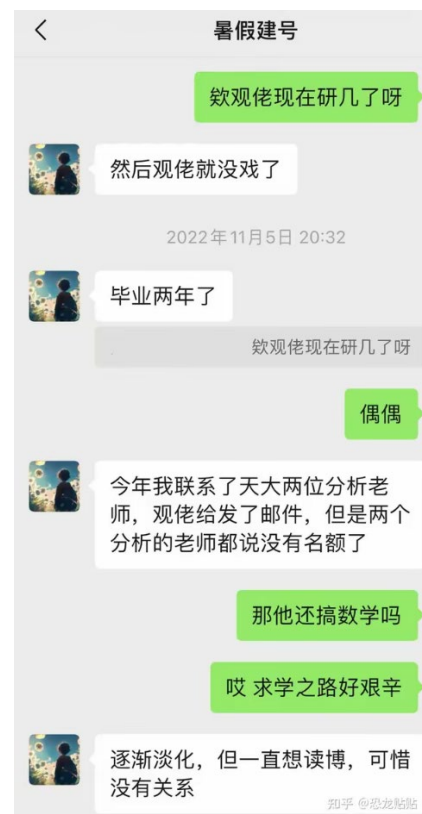 暑假建号
欸观佬现在研几了呀
然后观佬就没戏了
2022年11月5日 20:32
毕业两年了
欸观佬现在研几了呀
偶偶
今年我联系了天大两位分析老
师，观佬给发了邮件，但是两个
分析的老师都说没有名额了
那他还搞数学吗
哎 求学之路好艰辛
逐渐淡化，但一直想读博，可惜
没有关系
知乎 @恐龙贴贴